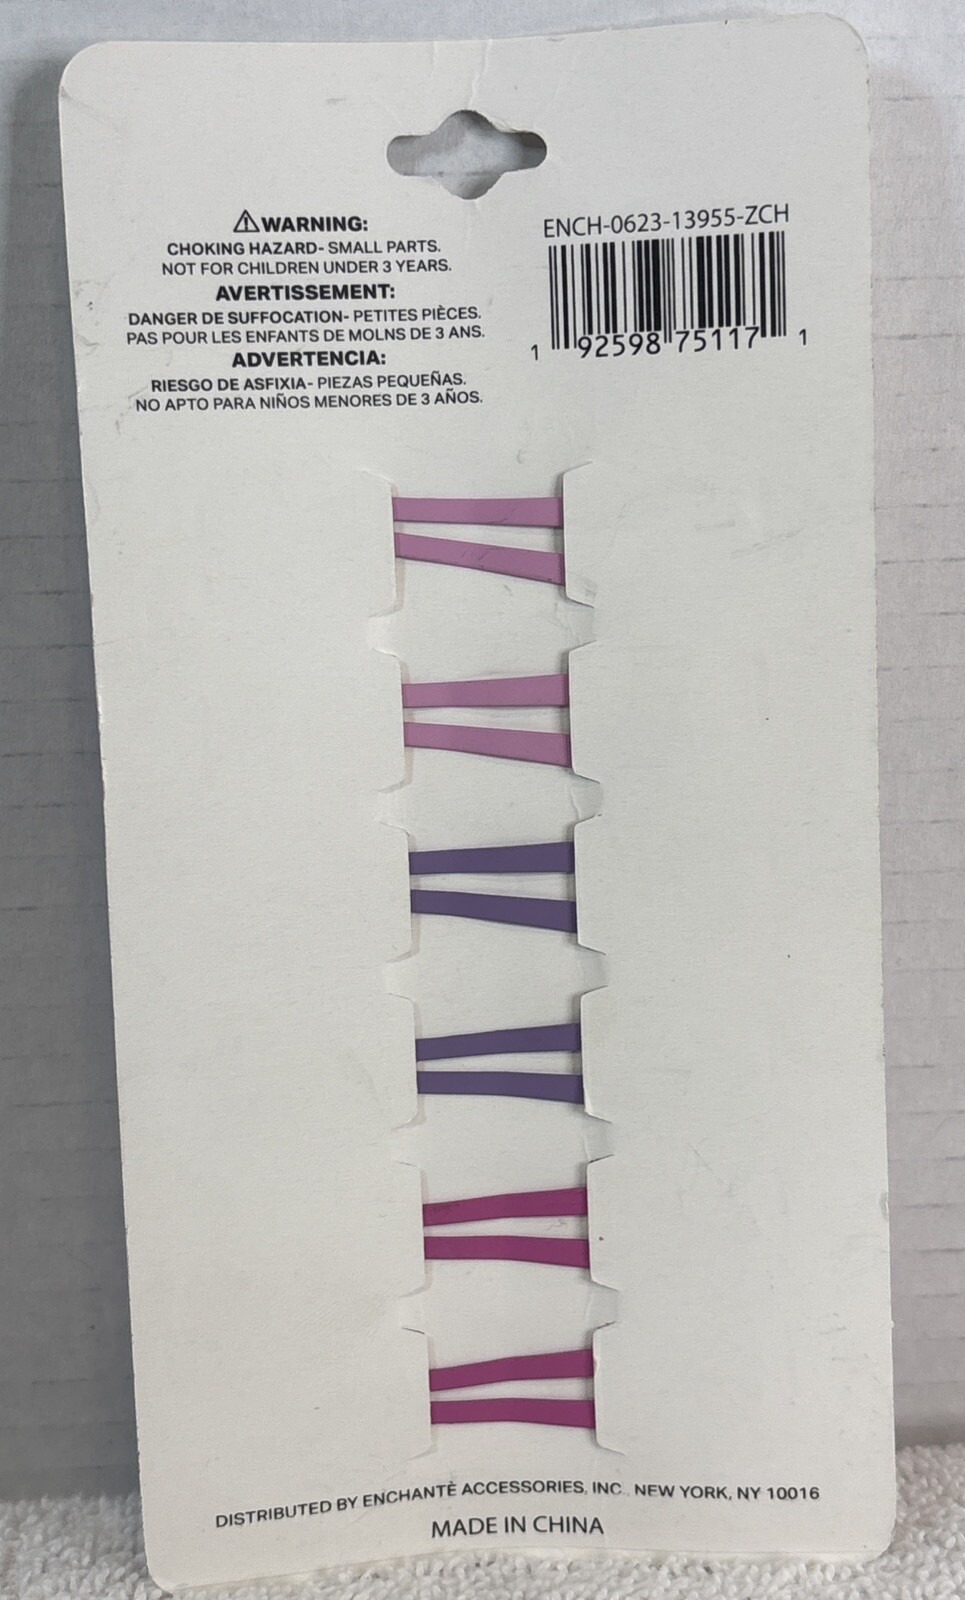 ⚠WARNING:
CHOKING HAZARD- SMALL PARTS.
NOT FOR CHILDREN UNDER 3 YEARS.
AVERTISSEMENT:
DANGER DE SUFFOCATION- PETITES PIÈCES.
PAS POUR LES ENFANTS DE MOLNS DE 3 ANS.
ADVERTENCIA:
RIESGO DE ASFIXIA- PIEZAS PEQUEÑAS.
NO APTO PARA NIÑOS MENORES DE 3 AÑOS.
ENCH-0623-13955-ZCH
1 92598 75117 1
DISTRIBUTED BY ENCHANTÈ ACCESSORIES, INC. NEW YORK, NY 10016
MADE IN CHINA